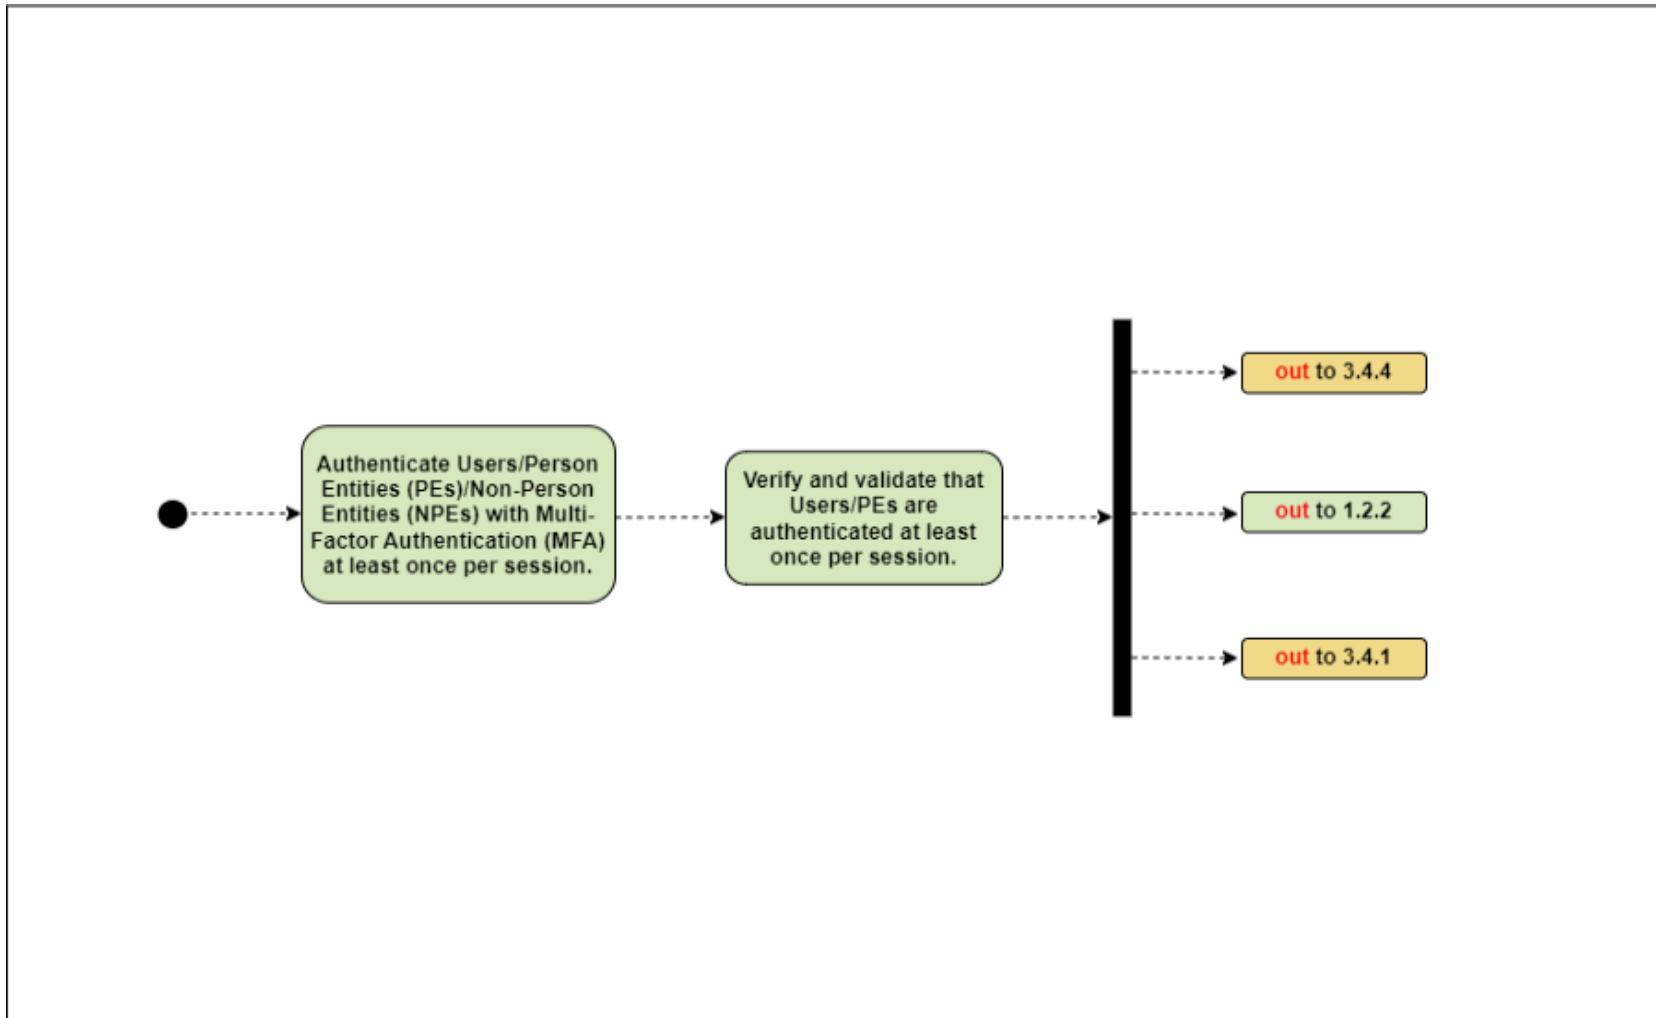 Authenticate Users/Person
Entities (PEs)/Non-Person
Entities (NPEs) with Multi-
Factor Authentication (MFA)
at least once per session.
Verify and validate that
Users/PEs are
authenticated at least
once per session.
out to 3.4.4
out to 1.2.2
out to 3.4.1